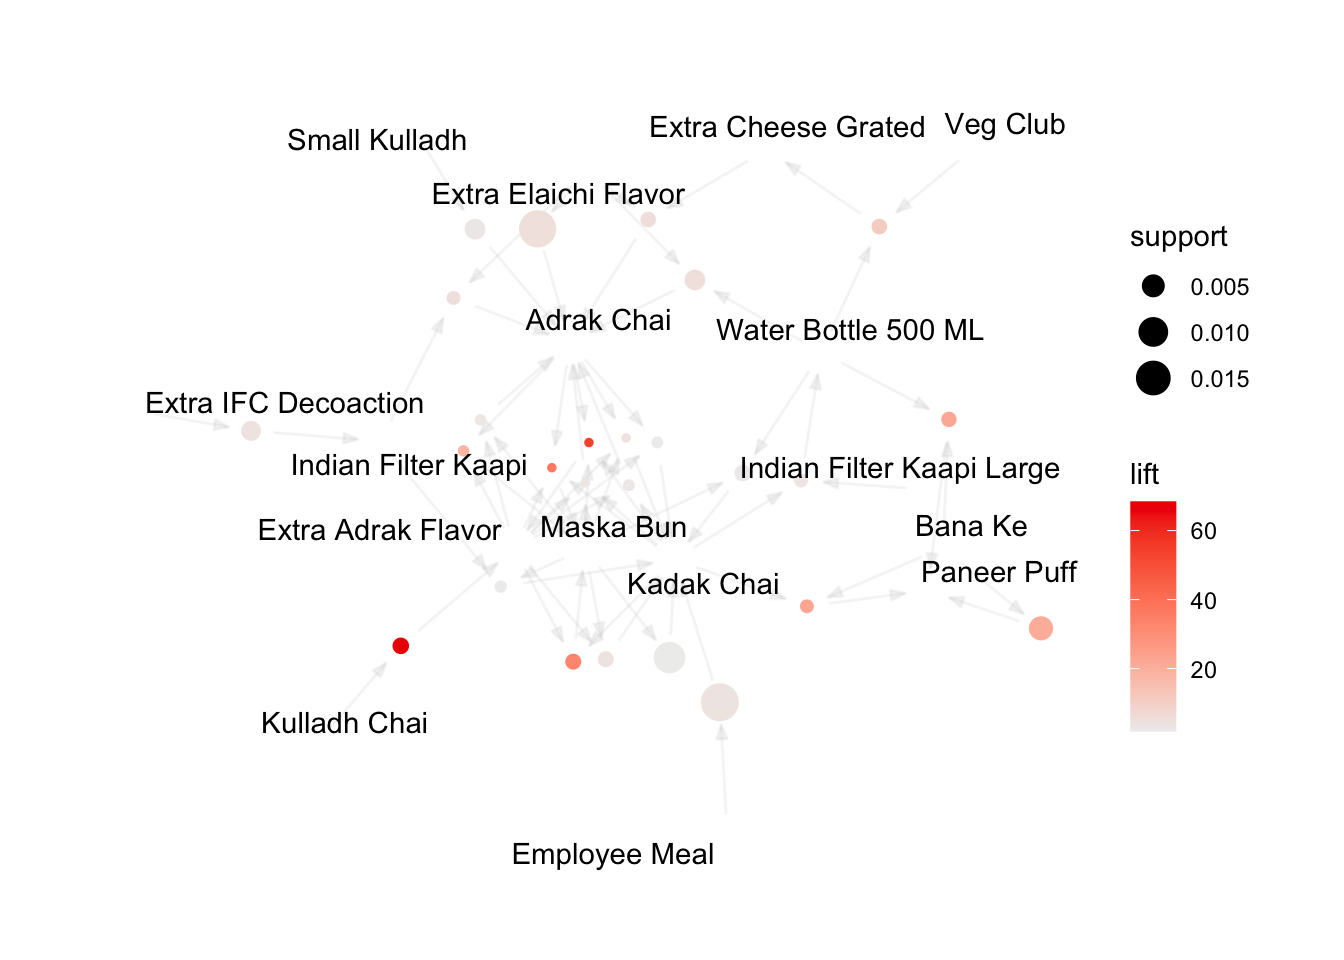 Extra Cheese Grated
Veg Club
Small Kulladh
Extra Elaichi Flavor
Adrak Chai
Water Bottle 500 ML
Extra IFC Decoaction
Indian Filter Kaapi
Indian Filter Kaapi Large
Extra Adrak Flavor
Maska Bun
Bana Ke
Paneer Puff
Kadak Chai
Kulladh Chai
Employee Meal
support
0.005
0.010
0.015
lift
60
40
20